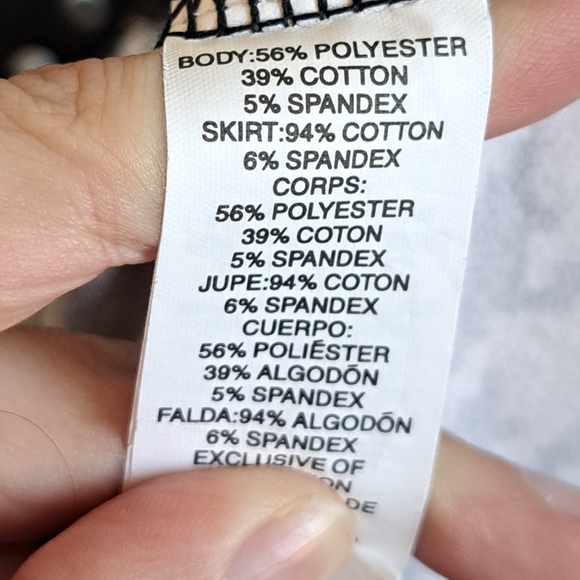 BODY:56% POLYESTER
39% COTTON
5% SPANDEX
SKIRT:94% COTTON
6% SPANDEX
CORPS:
56% POLYESTER
39% COTON
5% SPANDEX
JUPE:94% COTON
6% SPANDEX
CUERPO:
56% POLIÉSTER
39% ALGODÓN
5% SPANDEX
FALDA:94% ALGODÓN
6% SPANDEX
EXCLUSIVE OF